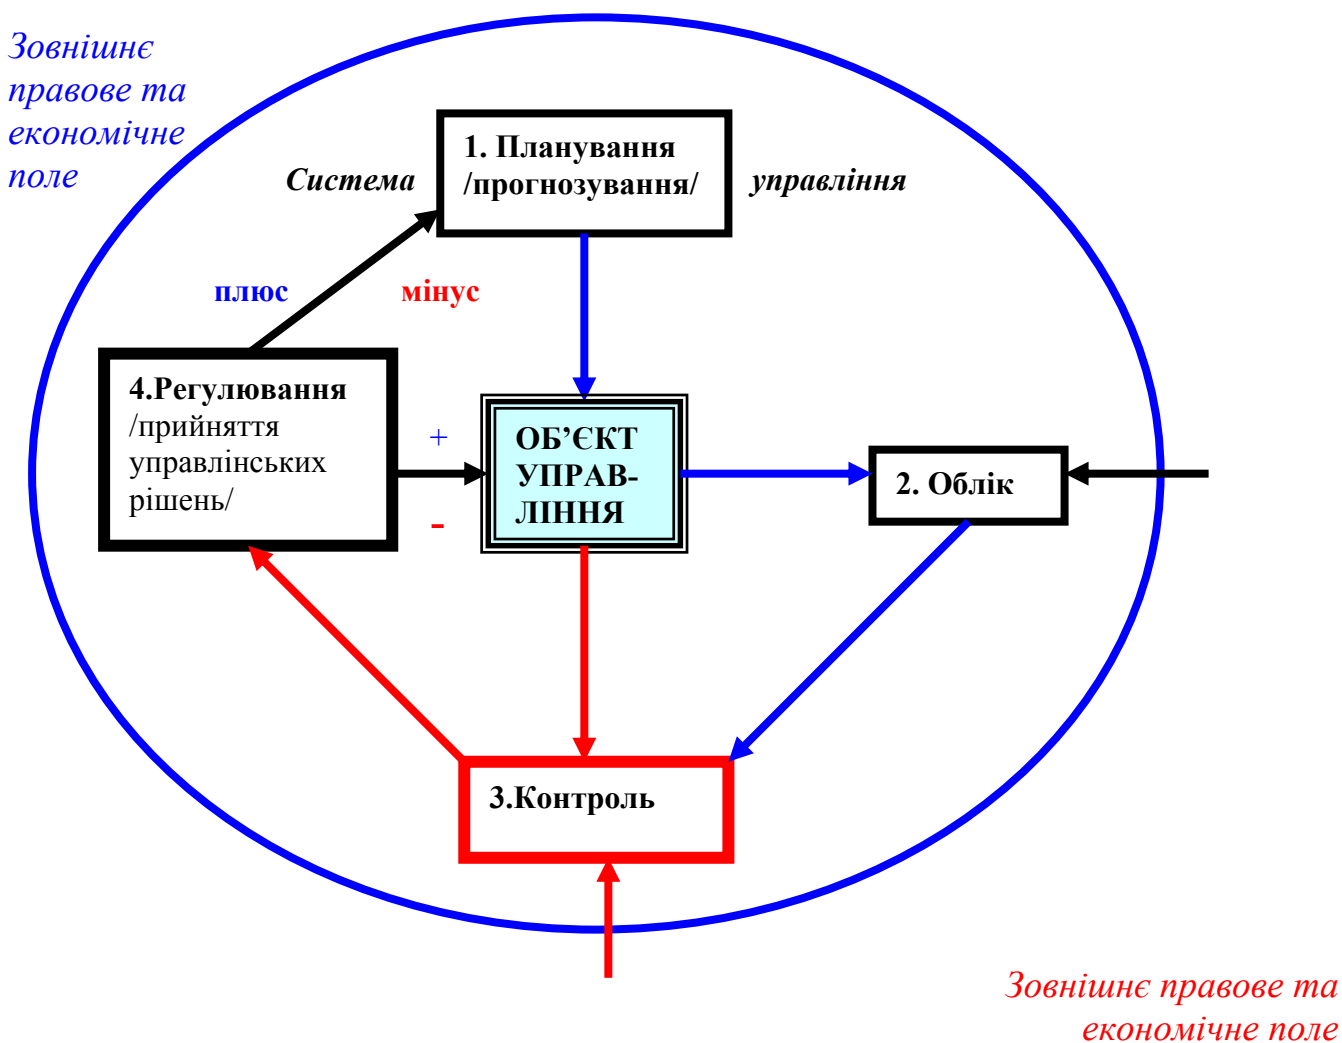 Зовнішнє
правове та
економічне
поле
1. Планування
/прогнозування/
Система
управління
плюс
мінус
4.Регулювання
/прийняття
управлінських
рішень/
+
-
ОБ’ЄКТ
УПРАВ-
ЛІННЯ
2. Облік
3.Контроль
Зовнішнє правове та
економічне поле